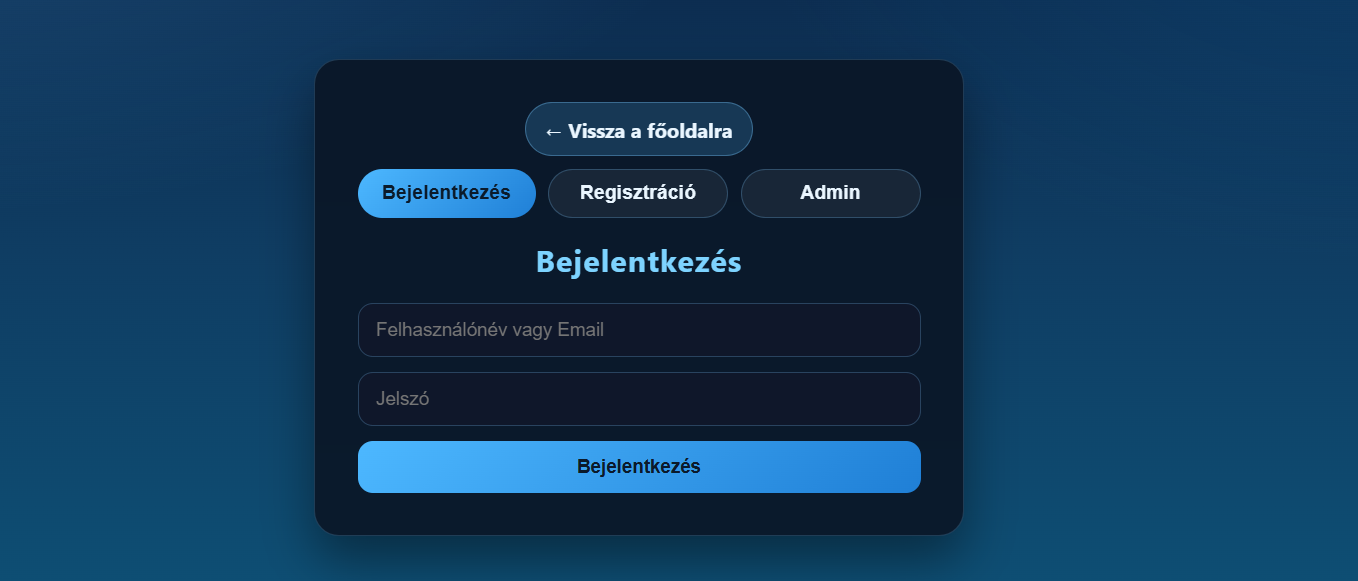 ← Vissza a főoldalra
Bejelentkezés Regisztráció Admin
Bejelentkezés
Felhasználónév vagy Email
Jelszó
Bejelentkezés